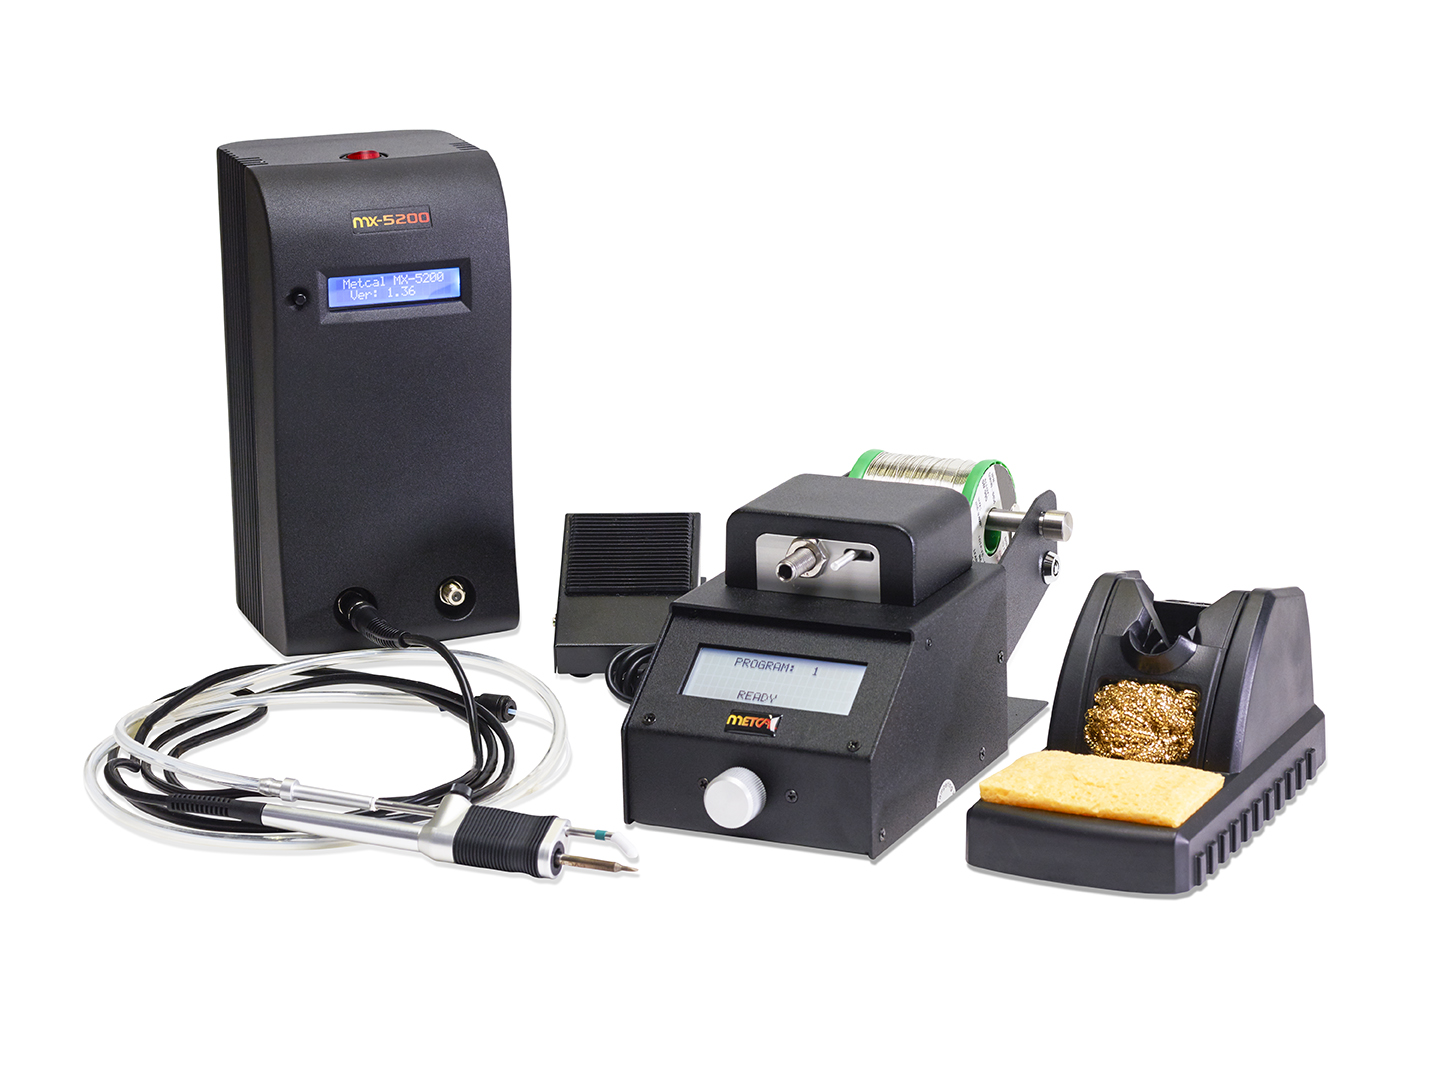 MX-5200
Metcal MX-5200
Ver: 1.36
PROGRAM: 1
READY
METCAL